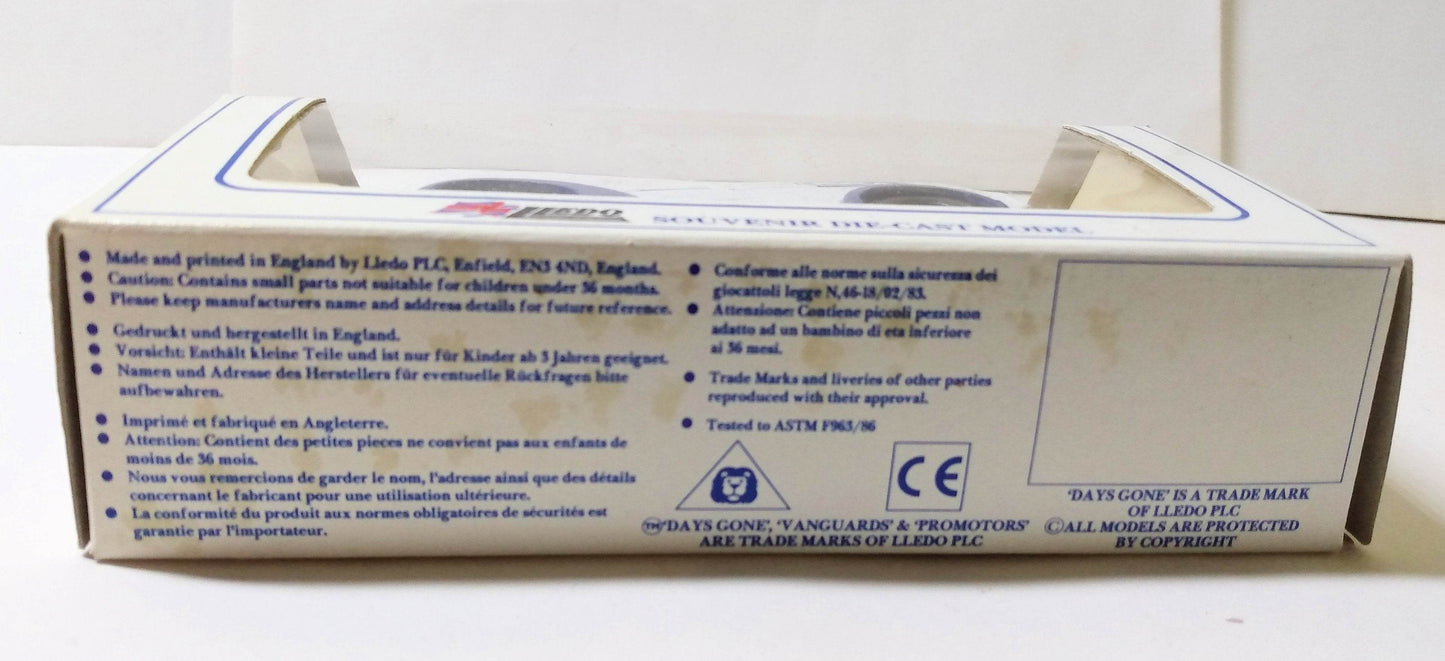 LLEDO SOUVENIR DIE-CAST MODEL
• Made and printed in England by Lledo PLC, Enfield, EN3 4ND, England.
• Caution: Contains small parts not suitable for children under 36 months.
• Please keep manufacturers name and address details for future reference.
• Gedruckt und hergestellt in England.
• Vorsicht: Enthält kleine Teile und ist nur für Kinder ab 3 Jahren geeignet.
• Namen und Adresse des Herstellers für eventuelle Rückfragen bitte
aufbewahren.
• Imprimé et fabriqué en Angleterre.
• Attention: Contient des petites pieces ne convient pas aux enfants de
moins de 36 mois.
• Nous vous remercions de garder le nom, l'adresse ainsi que des détails
concernant le fabricant pour une utilisation ultérieure.
• La conformité du produit aux normes obligatoires de sécurités est
garantie par l'importateur.
• Conforme alle norme sulla sicurezza dei
giocattoli legge N,46-18/02/83.
• Attenzione: Contiene piccoli pezzi non
adatto ad un bambino di eta inferiore
ai 36 mesi.
• Trade Marks and liveries of other parties
reproduced with their approval.
• Tested to ASTM F963/86
CE
TM 'DAYS GONE', 'VANGUARDS' & 'PROMOTORS'
ARE TRADE MARKS OF LLEDO PLC
'DAYS GONE' IS A TRADE MARK
OF LLEDO PLC
©ALL MODELS ARE PROTECTED
BY COPYRIGHT